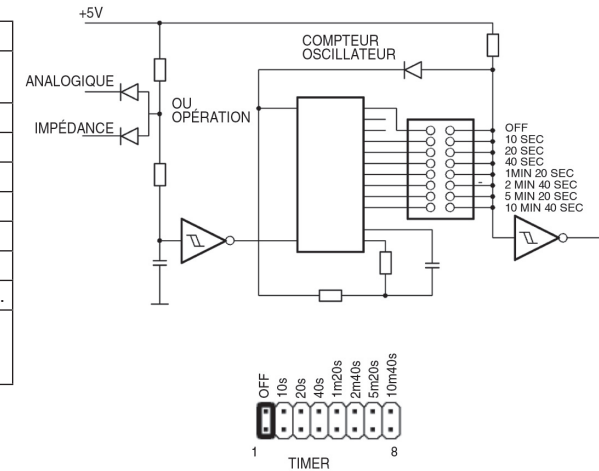 +5V
COMPTEUR
OSCILLATEUR
ANALOGIQUE
OU
OPÉRATION
IMPÉDANCE
OFF
10 SEC
20 SEC
40 SEC
1MIN 20 SEC
2 MIN 40 SEC
5 MIN 20 SEC
10 MIN 40 SEC
OFF
10s
20s
40s
1m20s
2m40s
5m20s
10m40s
1
8
TIMER